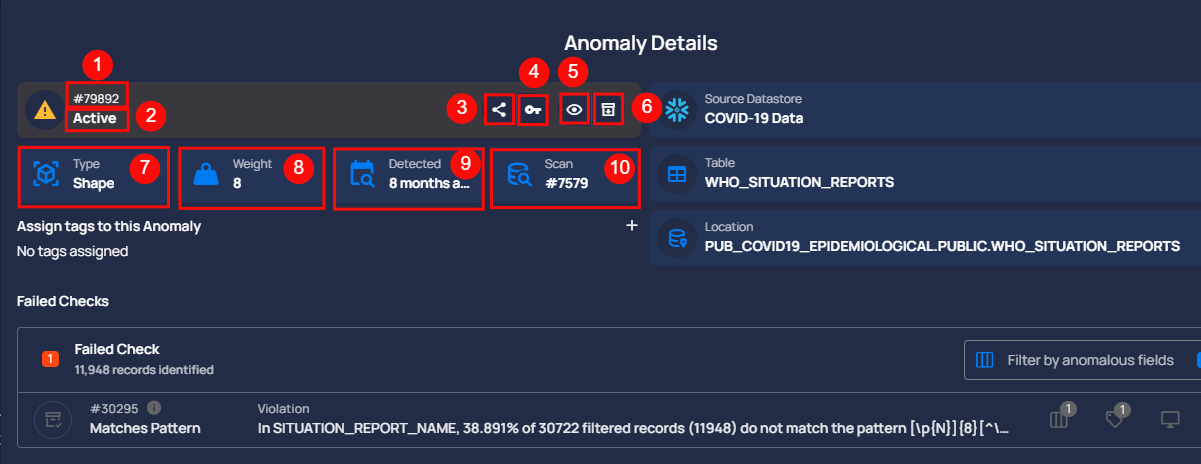 Anomaly Details
1
4
5
#79892
Active
2
3
6
Source Datastore
COVID-19 Data
Type
Shape
7
Weight
8
8
Detected
8 months a...
9
Scan
#7579
10
Table
WHO_SITUATION_REPORTS
Assign tags to this Anomaly
+
No tags assigned
Location
PUB_COVID19_EPIDEMIOLOGICAL.PUBLIC.WHO_SITUATION_REPORTS
Failed Checks
1
Failed Check
11,948 records identified
Filter by anomalous fields
#30295
Matches Pattern
Violation
In SITUATION_REPORT_NAME, 38.891% of 30722 filtered records (11948) do not match the pattern [\p{N}]{8}[^\...
1
1